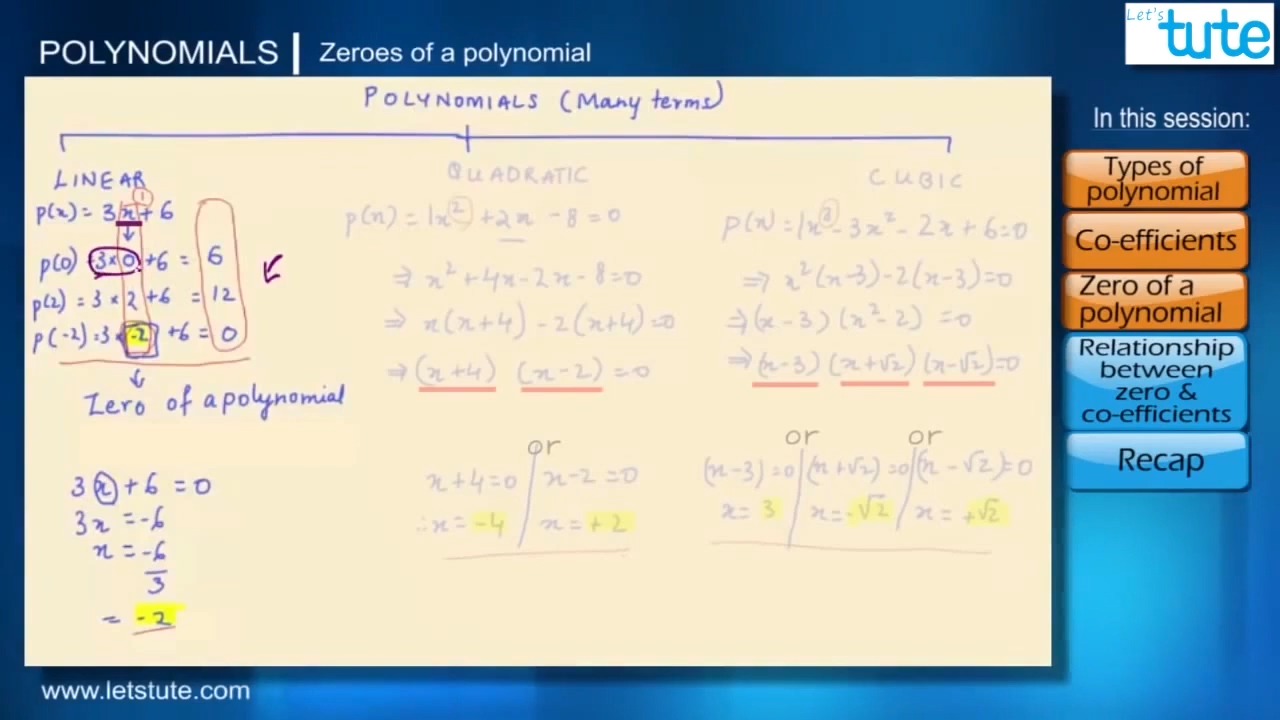 Let's
tute
POLYNOMIALS | Zeroes of a polynomial
POLYNOMIALS (Many terms)
LINEAR
p(x) = 3x¹ + 6
p(0) 3×0 +6 = 6
p(2) = 3 × 2 +6 = 12
p(-2) = 3 × -2 +6 = 0
Zero of a polynomial
3x + 6 = 0
3x = -6
x = -6/3
= -2
QUADRATIC
p(x) = 1x² + 2x - 8 = 0
⇒ x² + 4x - 2x - 8 = 0
⇒ x(x+4) - 2(x+4) = 0
⇒ (x+4) (x-2) = 0
or
x+4=0 / x-2=0
∴ x = -4 / x = +2
CUBIC
P(x) = 1x³ - 3x² - 2x + 6 = 0
⇒ x²(x-3) - 2(x-3) = 0
⇒ (x-3) (x²-2) = 0
⇒ (x-3) (x+√2) (x-√2) = 0
or or
(x-3)=0 / (x+√2)=0 / (x-√2)=0
x = 3 / x = -√2 / x = +√2
In this session:
Types of
polynomial
Co-efficients
Zero of a
polynomial
Relationship
between
zero &
co-efficients
Recap
www.letstute.com